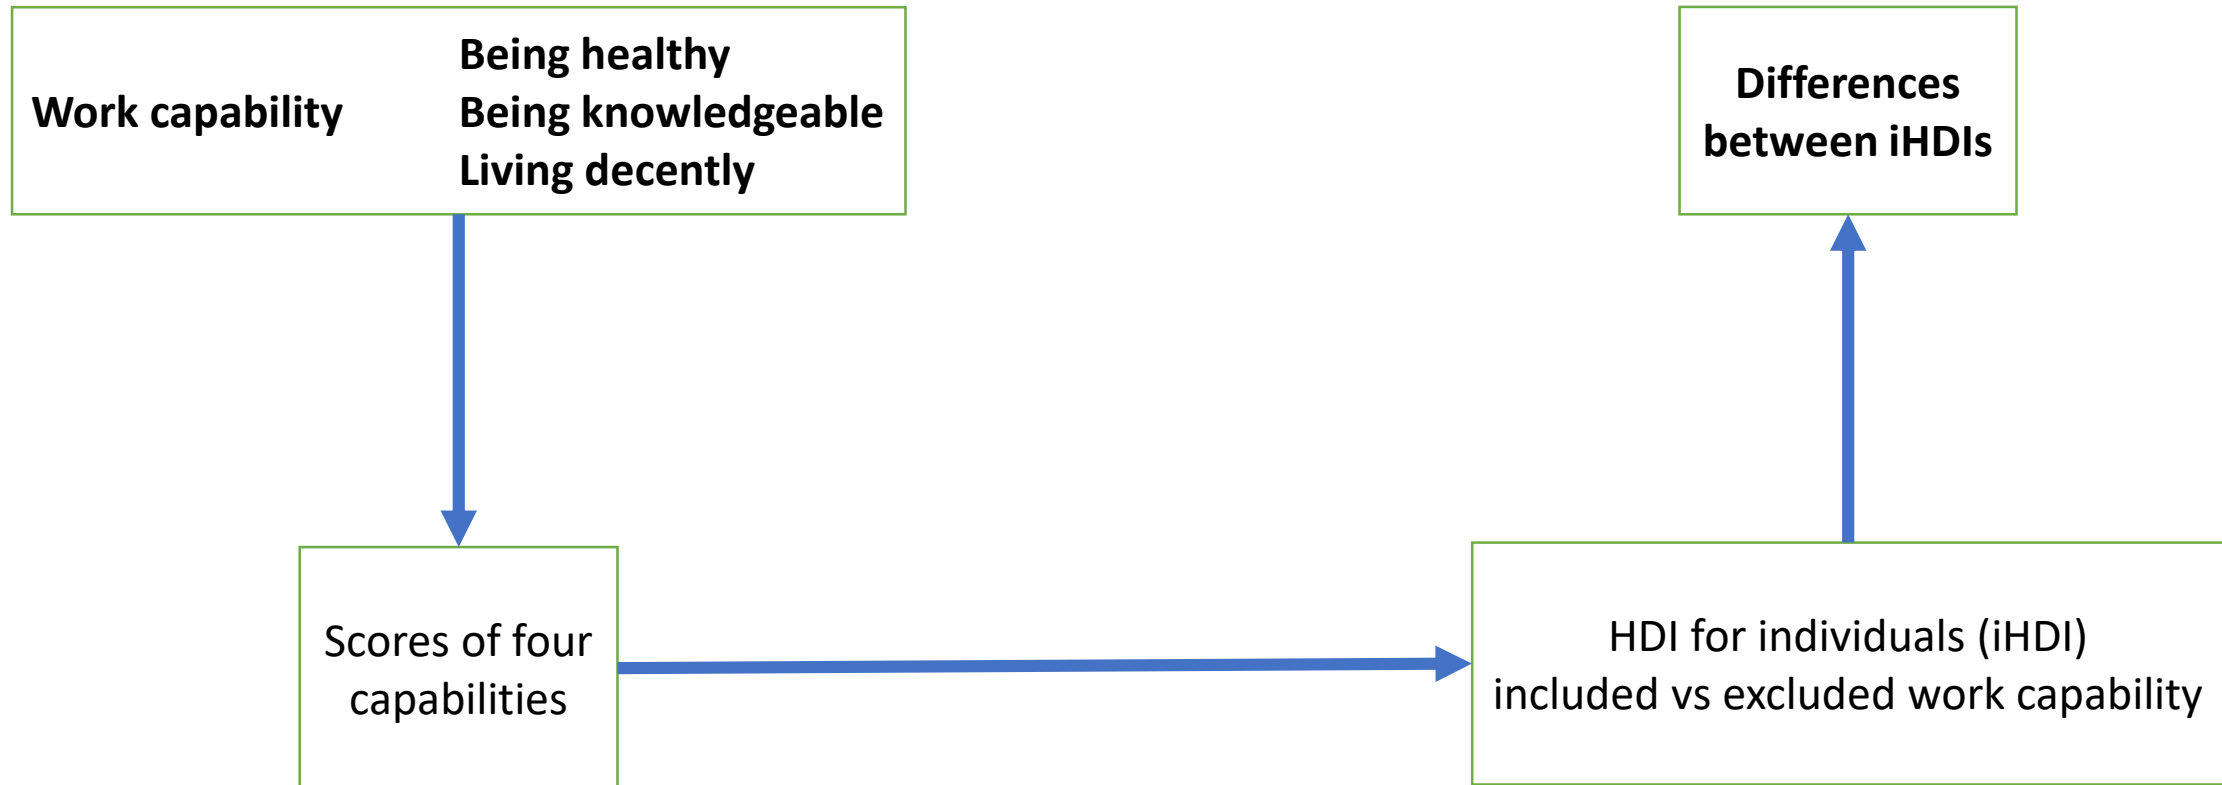 Work capability
Being healthy
Being knowledgeable
Living decently
Differences
between iHDIs
Scores of four
capabilities
HDI for individuals (iHDI)
included vs excluded work capability